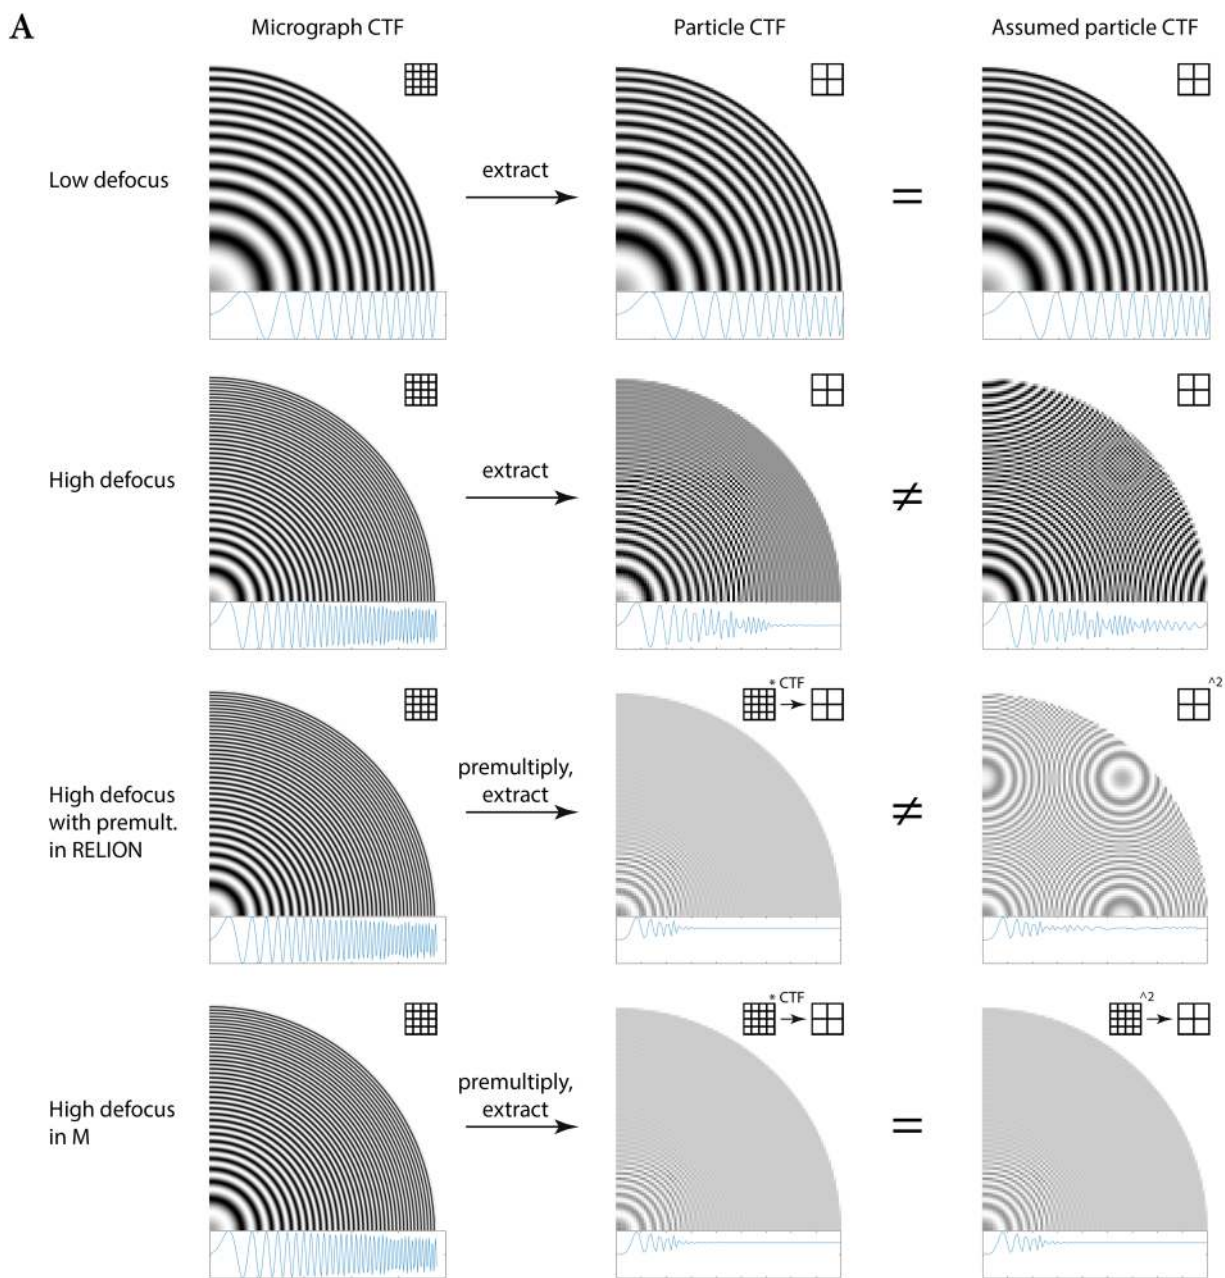 A
Micrograph CTF
Particle CTF
Assumed particle CTF
Low defocus
extract
=
High defocus
extract
≠
High defocus
with premult.
in RELION
premultiply,
extract
* CTF
≠
^2
High defocus
in M
premultiply,
extract
* CTF
=
^2